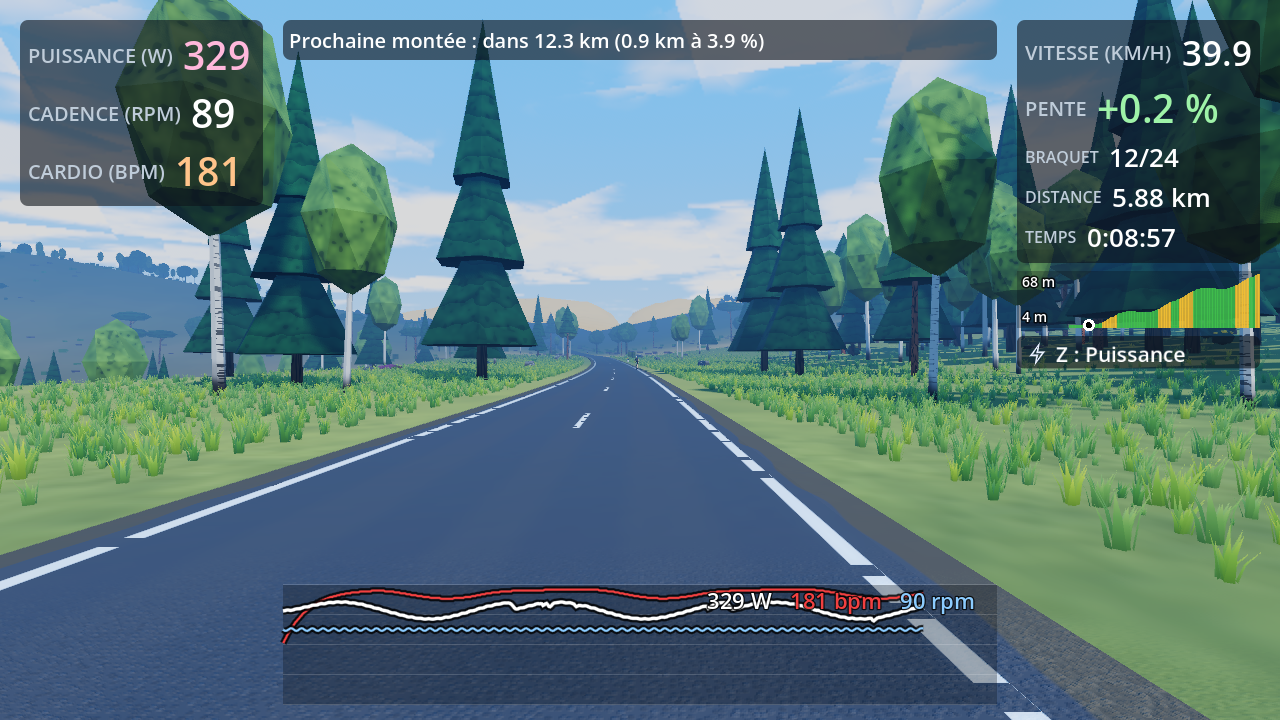 PUISSANCE (W) 329
CADENCE (RPM) 89
CARDIO (BPM) 181
Prochaine montée : dans 12.3 km (0.9 km à 3.9 %)
VITESSE (KM/H) 39.9
PENTE +0.2 %
BRAQUET 12/24
DISTANCE 5.88 km
TEMPS 0:08:57
68 m
4 m
Z : Puissance
329 W 181 bpm 90 rpm